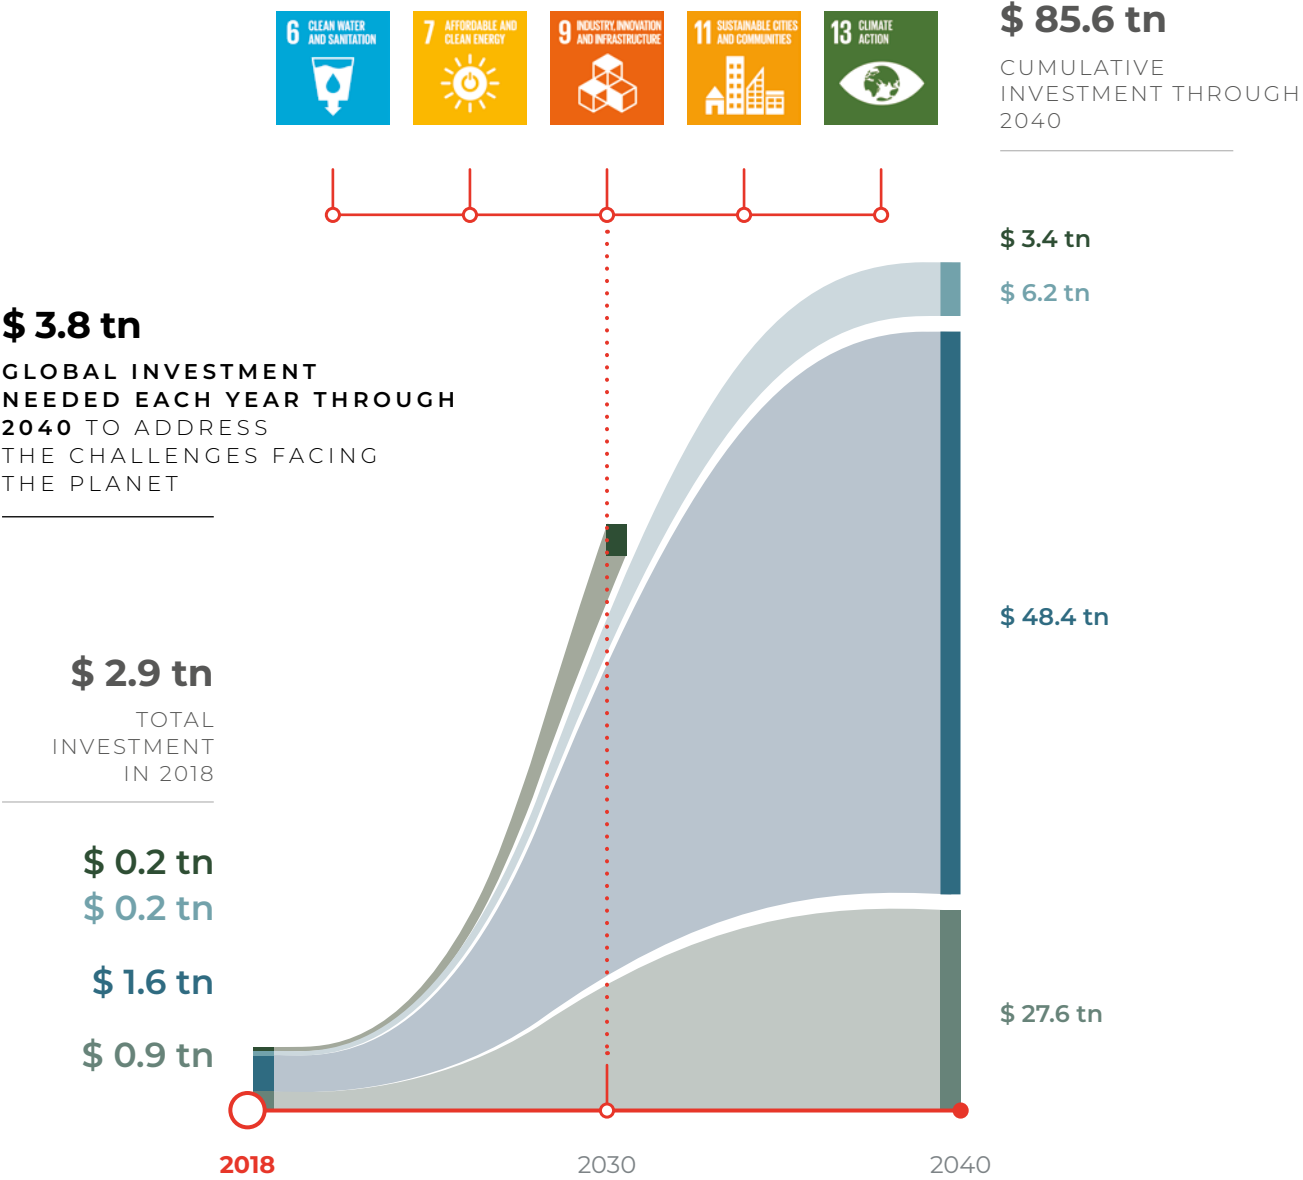 6 CLEAN WATER
AND SANITATION
7 AFFORDABLE AND
CLEAN ENERGY
9 INDUSTRY, INNOVATION
AND INFRASTRUCTURE
11 SUSTAINABLE CITIES
AND COMMUNITIES
13 CLIMATE
ACTION
$ 85.6 tn
CUMULATIVE
INVESTMENT THROUGH
2040
$ 3.4 tn
$ 6.2 tn
$ 3.8 tn
GLOBAL INVESTMENT
NEEDED EACH YEAR THROUGH
2040 TO ADDRESS
THE CHALLENGES FACING
THE PLANET
$ 48.4 tn
$ 2.9 tn
TOTAL
INVESTMENT
IN 2018
$ 0.2 tn
$ 0.2 tn
$ 1.6 tn
$ 0.9 tn
$ 27.6 tn
2018
2030
2040